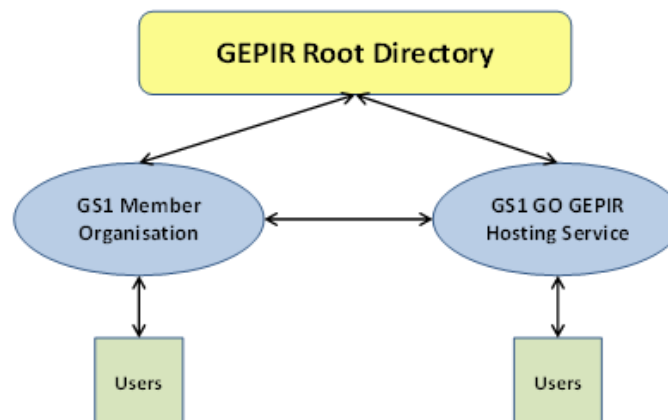 GEPIR Root Directory
GS1 Member
Organisation
GS1 GO GEPIR
Hosting Service
Users
Users